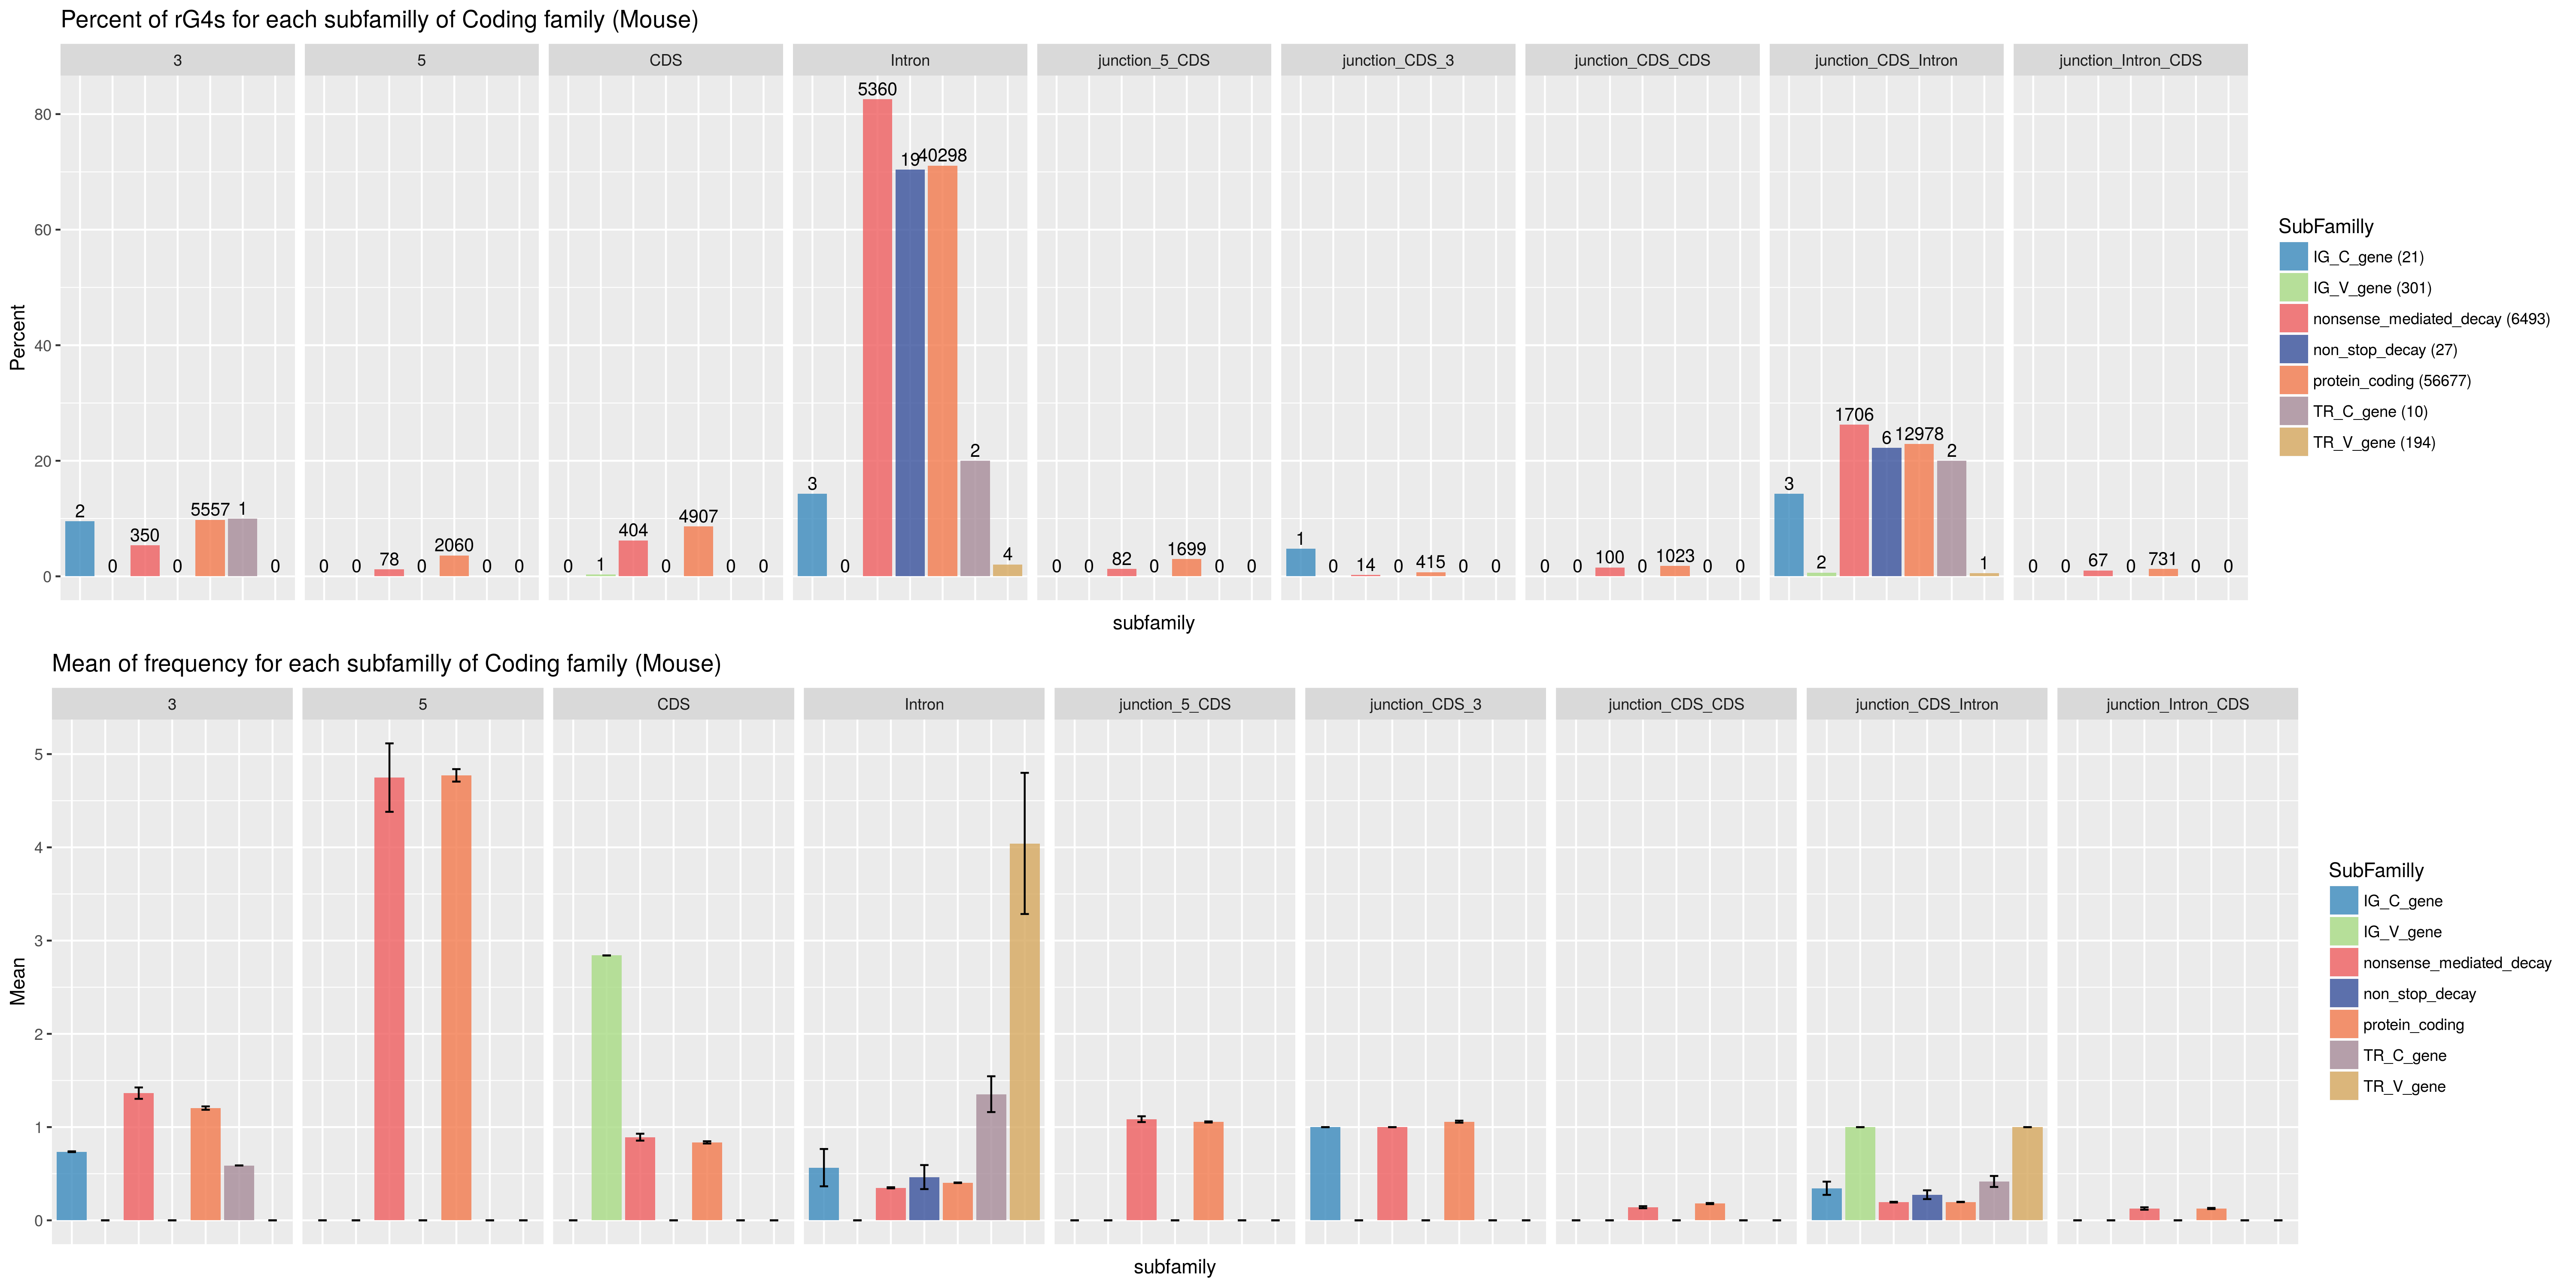 Percent of rG4s for each subfamilly of Coding family (Mouse)
3 5 CDS Intron junction_5_CDS junction_CDS_3 junction_CDS_CDS junction_CDS_Intron junction_Intron_CDS
Percent
80
60
40
20
0
2 0 350 0 5557 1 0
0 0 78 0 2060 0 0
0 1 404 0 4907 0 0
3 0 5360 19 40298 2 4
0 0 82 0 1699 0 0
1 0 14 0 415 0 0
0 0 100 0 1023 0 0
3 2 1706 6 12978 2 1
0 0 67 0 731 0 0
subfamily
SubFamilly
IG_C_gene (21)
IG_V_gene (301)
nonsense_mediated_decay (6493)
non_stop_decay (27)
protein_coding (56677)
TR_C_gene (10)
TR_V_gene (194)
Mean of frequency for each subfamilly of Coding family (Mouse)
3 5 CDS Intron junction_5_CDS junction_CDS_3 junction_CDS_CDS junction_CDS_Intron junction_Intron_CDS
Mean
5
4
3
2
1
0
subfamily
SubFamilly
IG_C_gene
IG_V_gene
nonsense_mediated_decay
non_stop_decay
protein_coding
TR_C_gene
TR_V_gene